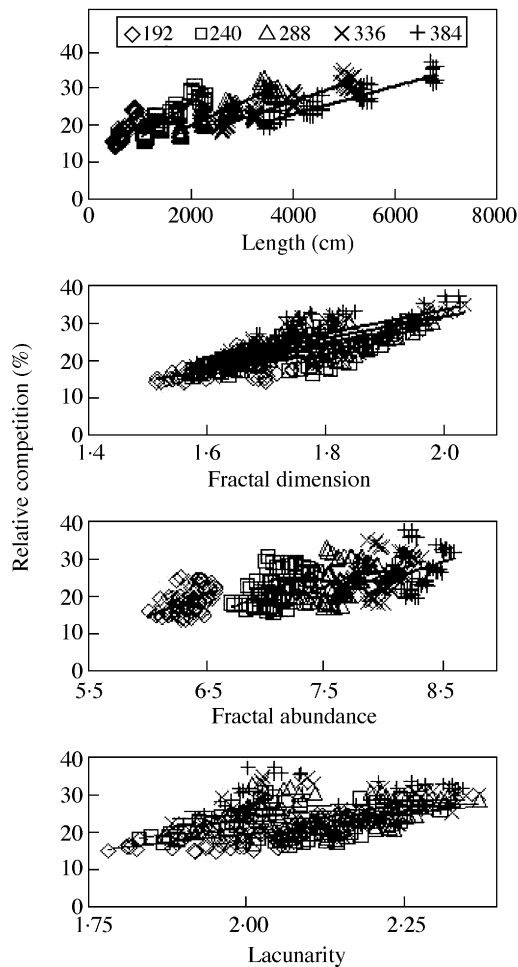 ◇192 □240 △288 ×336 +384
40
30
20
10
0
0 2000 4000 6000 8000
Length (cm)
40
30
20
10
0
1·4 1·6 1·8 2·0
Fractal dimension
Relative competition (%)
40
30
20
10
0
5·5 6·5 7·5 8·5
Fractal abundance
40
30
20
10
0
1·75 2·00 2·25
Lacunarity